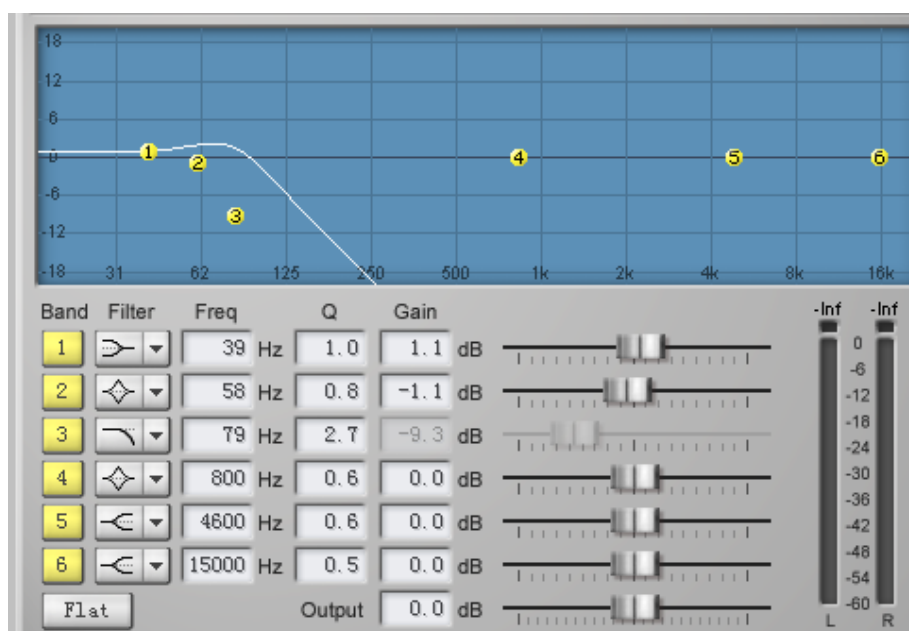 18
12
6
0
-6
-12
-18 31 62 125 250 500 1k 2k 4k 8k 16k
1 2 3 4 5 6
Band Filter Freq Q Gain
1 39 Hz 1.0 1.1 dB
2 58 Hz 0.8 -1.1 dB
3 79 Hz 2.7 -9.3 dB
4 800 Hz 0.6 0.0 dB
5 4600 Hz 0.6 0.0 dB
6 15000 Hz 0.5 0.0 dB
Flat Output 0.0 dB
-Inf -Inf
0
-6
-12
-18
-24
-30
-36
-42
-48
-54
-60
L R